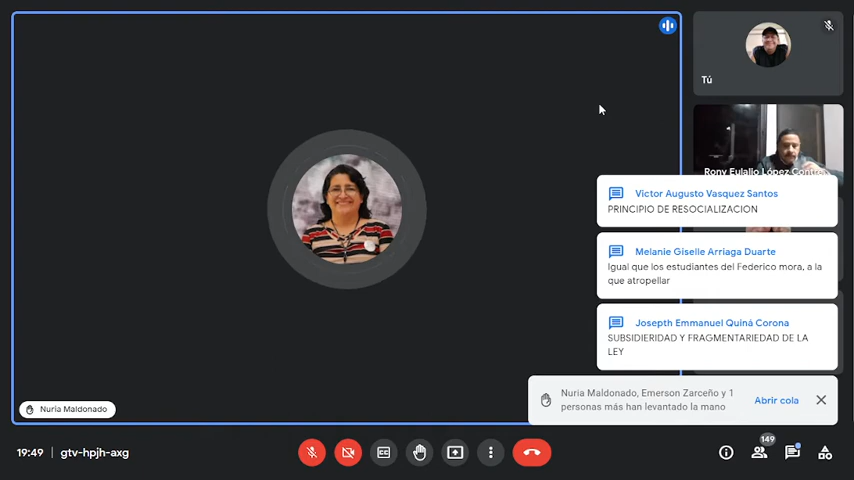 Tú
Rony Eulalio López Contre...
Victor Augusto Vasquez Santos
PRINCIPIO DE RESOCIALIZACION
Melanie Giselle Arriaga Duarte
Igual que los estudiantes del Federico mora, a la
que atropellar
Josepth Emmanuel Quiná Corona
SUBSIDIERIDAD Y FRAGMENTARIEDAD DE LA
LEY
Nuria Maldonado, Emerson Zarceño y 1
personas más han levantado la mano
Abrir cola
Nuria Maldonado
19:49
gtv-hpjh-axg
CC
149